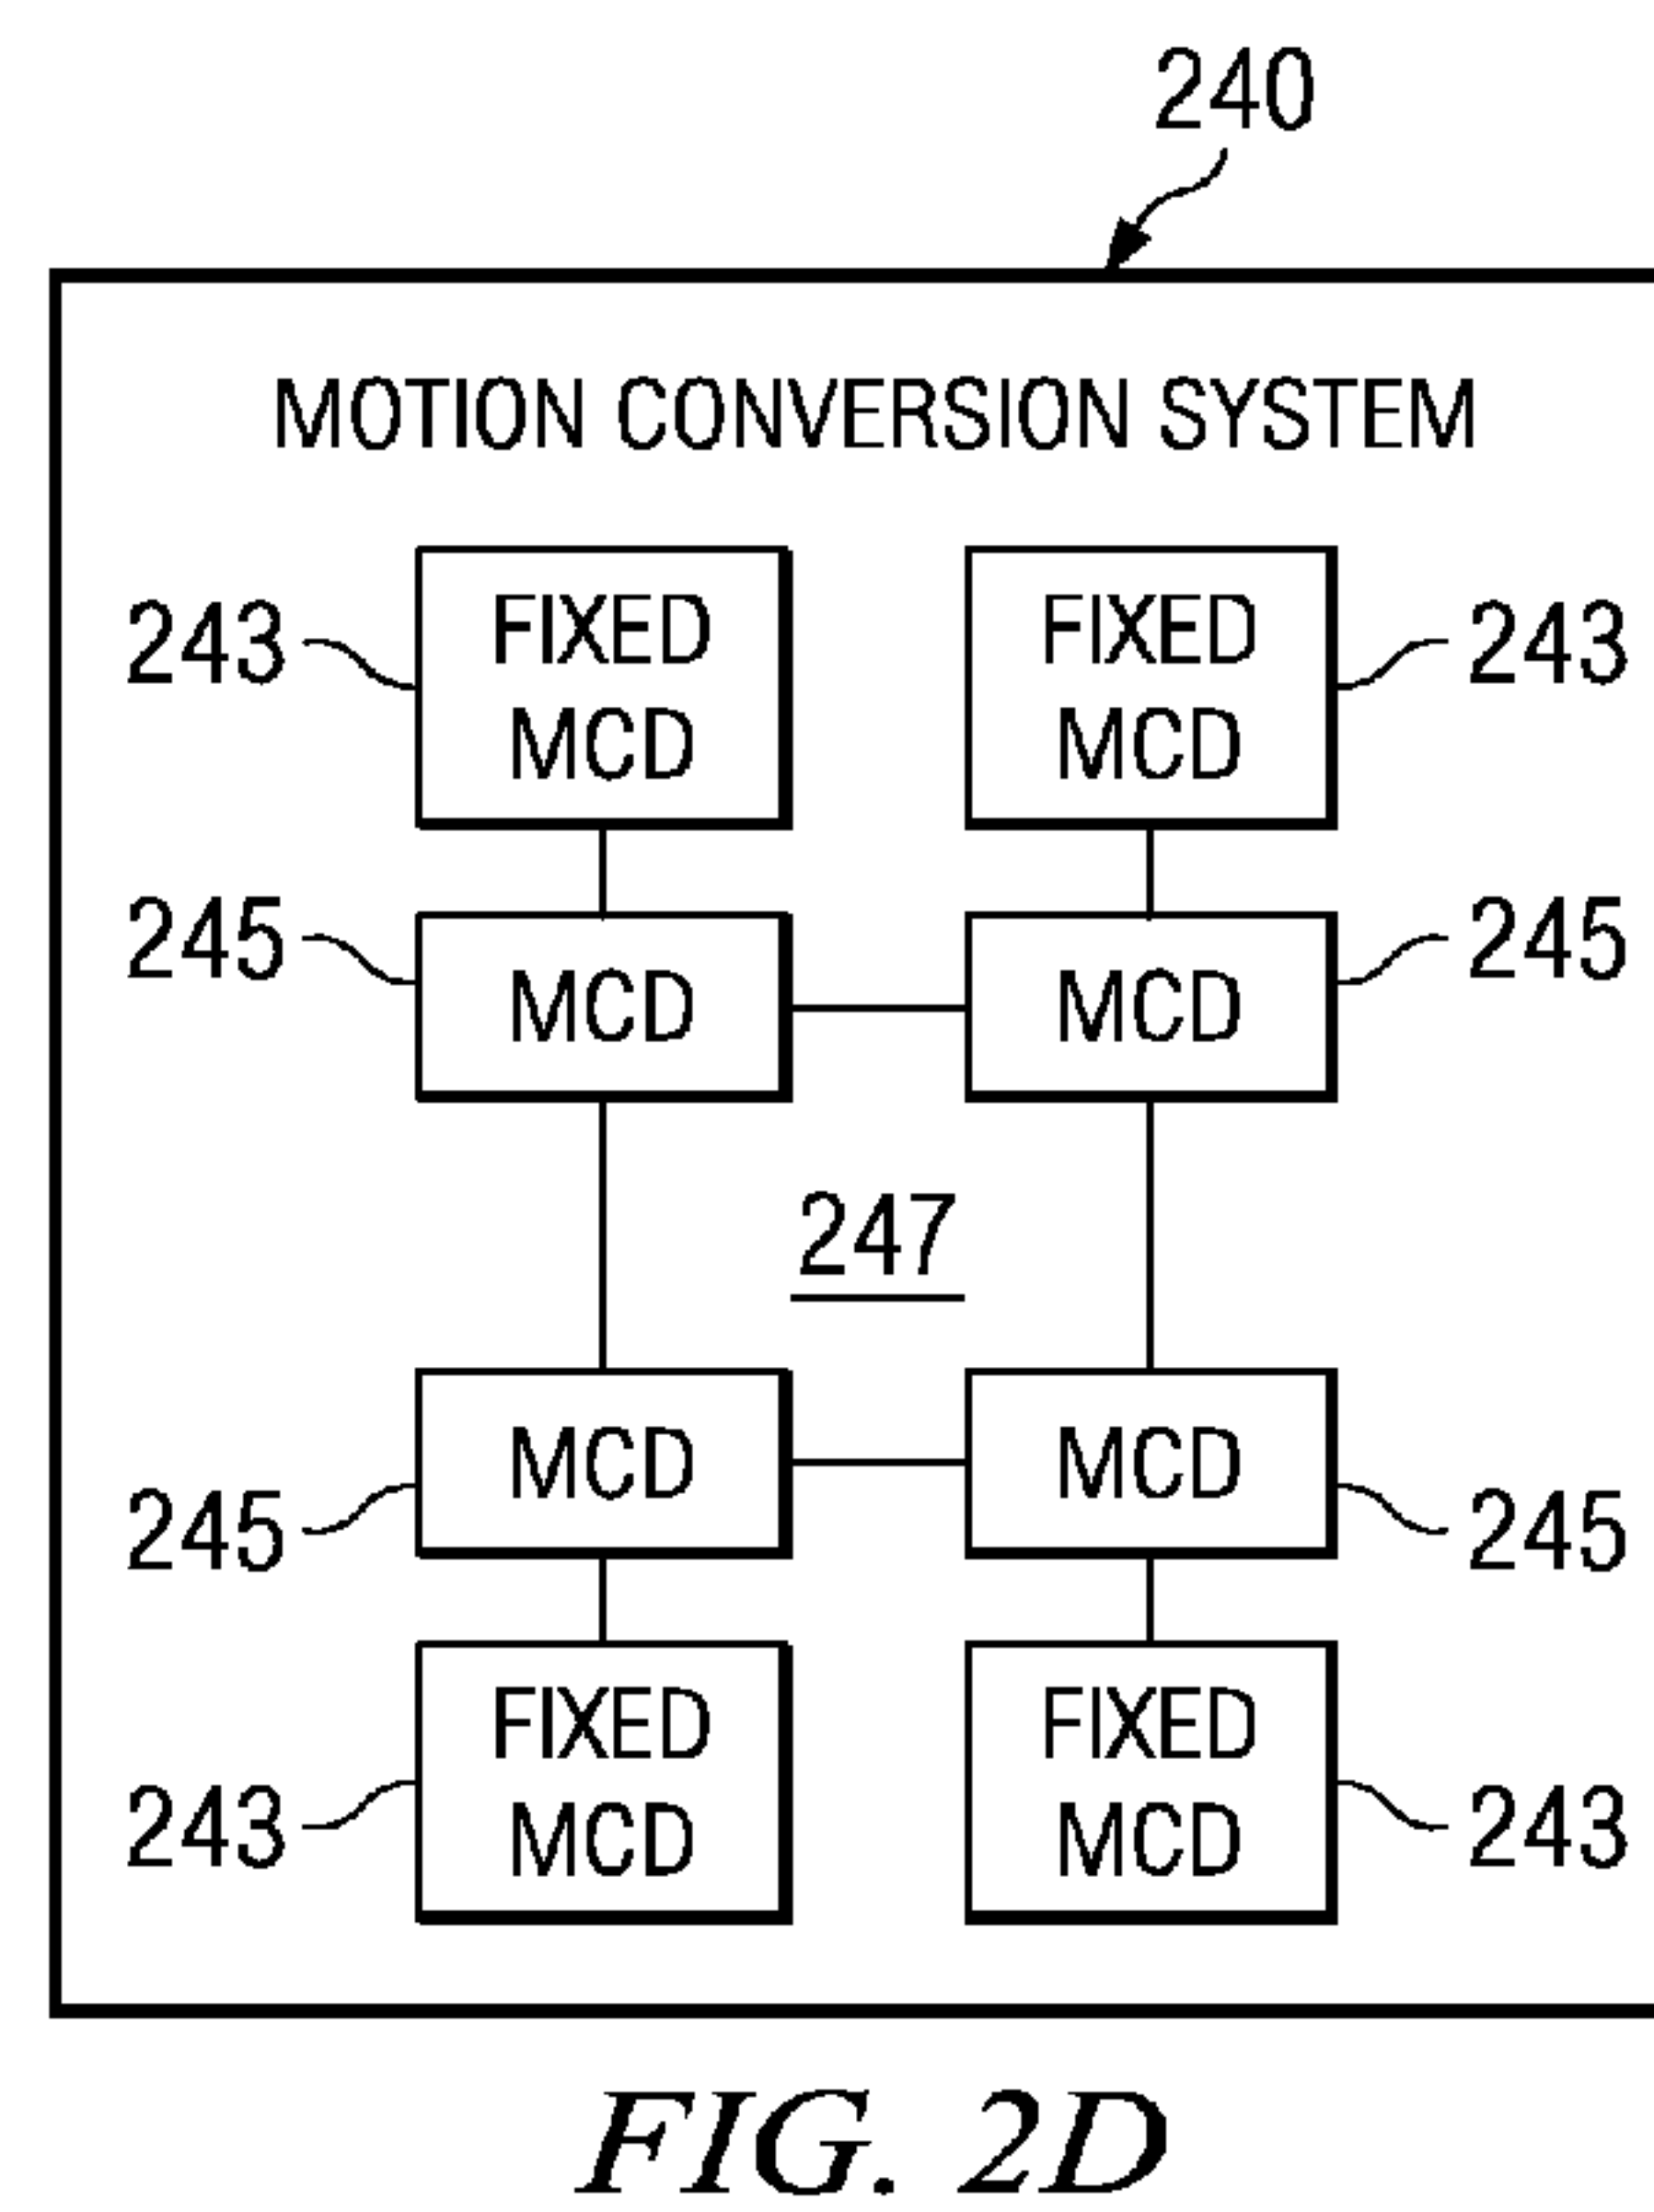 240
MOTION CONVERSION SYSTEM
243 FIXED MCD FIXED MCD 243
245 MCD MCD 245
247
245 MCD MCD 245
243 FIXED MCD FIXED MCD 243
FIG. 2D